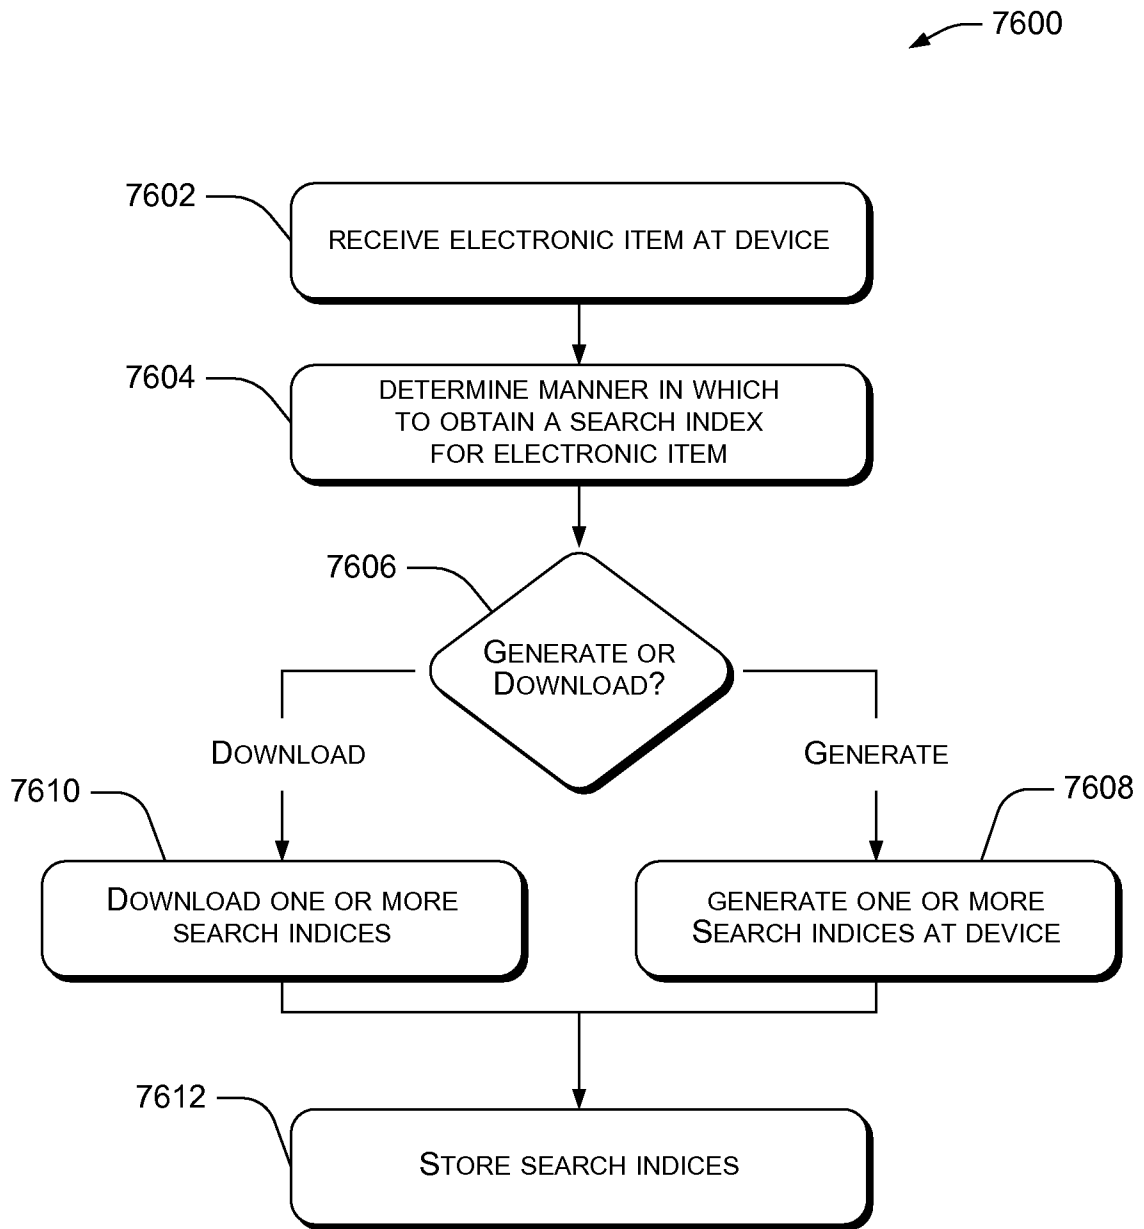 7600
7602
RECEIVE ELECTRONIC ITEM AT DEVICE
7604
DETERMINE MANNER IN WHICH
TO OBTAIN A SEARCH INDEX
FOR ELECTRONIC ITEM
7606
GENERATE OR
DOWNLOAD?
DOWNLOAD
GENERATE
7610
7608
DOWNLOAD ONE OR MORE
SEARCH INDICES
GENERATE ONE OR MORE
SEARCH INDICES AT DEVICE
7612
STORE SEARCH INDICES